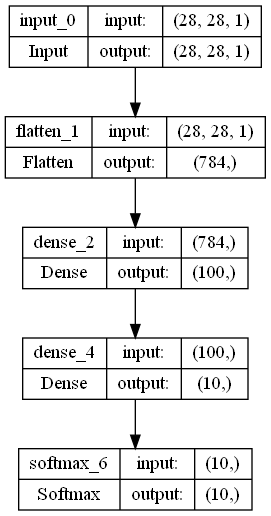 input_0 input: (28, 28, 1)
Input output: (28, 28, 1)
flatten_1 input: (28, 28, 1)
Flatten output: (784,)
dense_2 input: (784,)
Dense output: (100,)
dense_4 input: (100,)
Dense output: (10,)
softmax_6 input: (10,)
Softmax output: (10,)